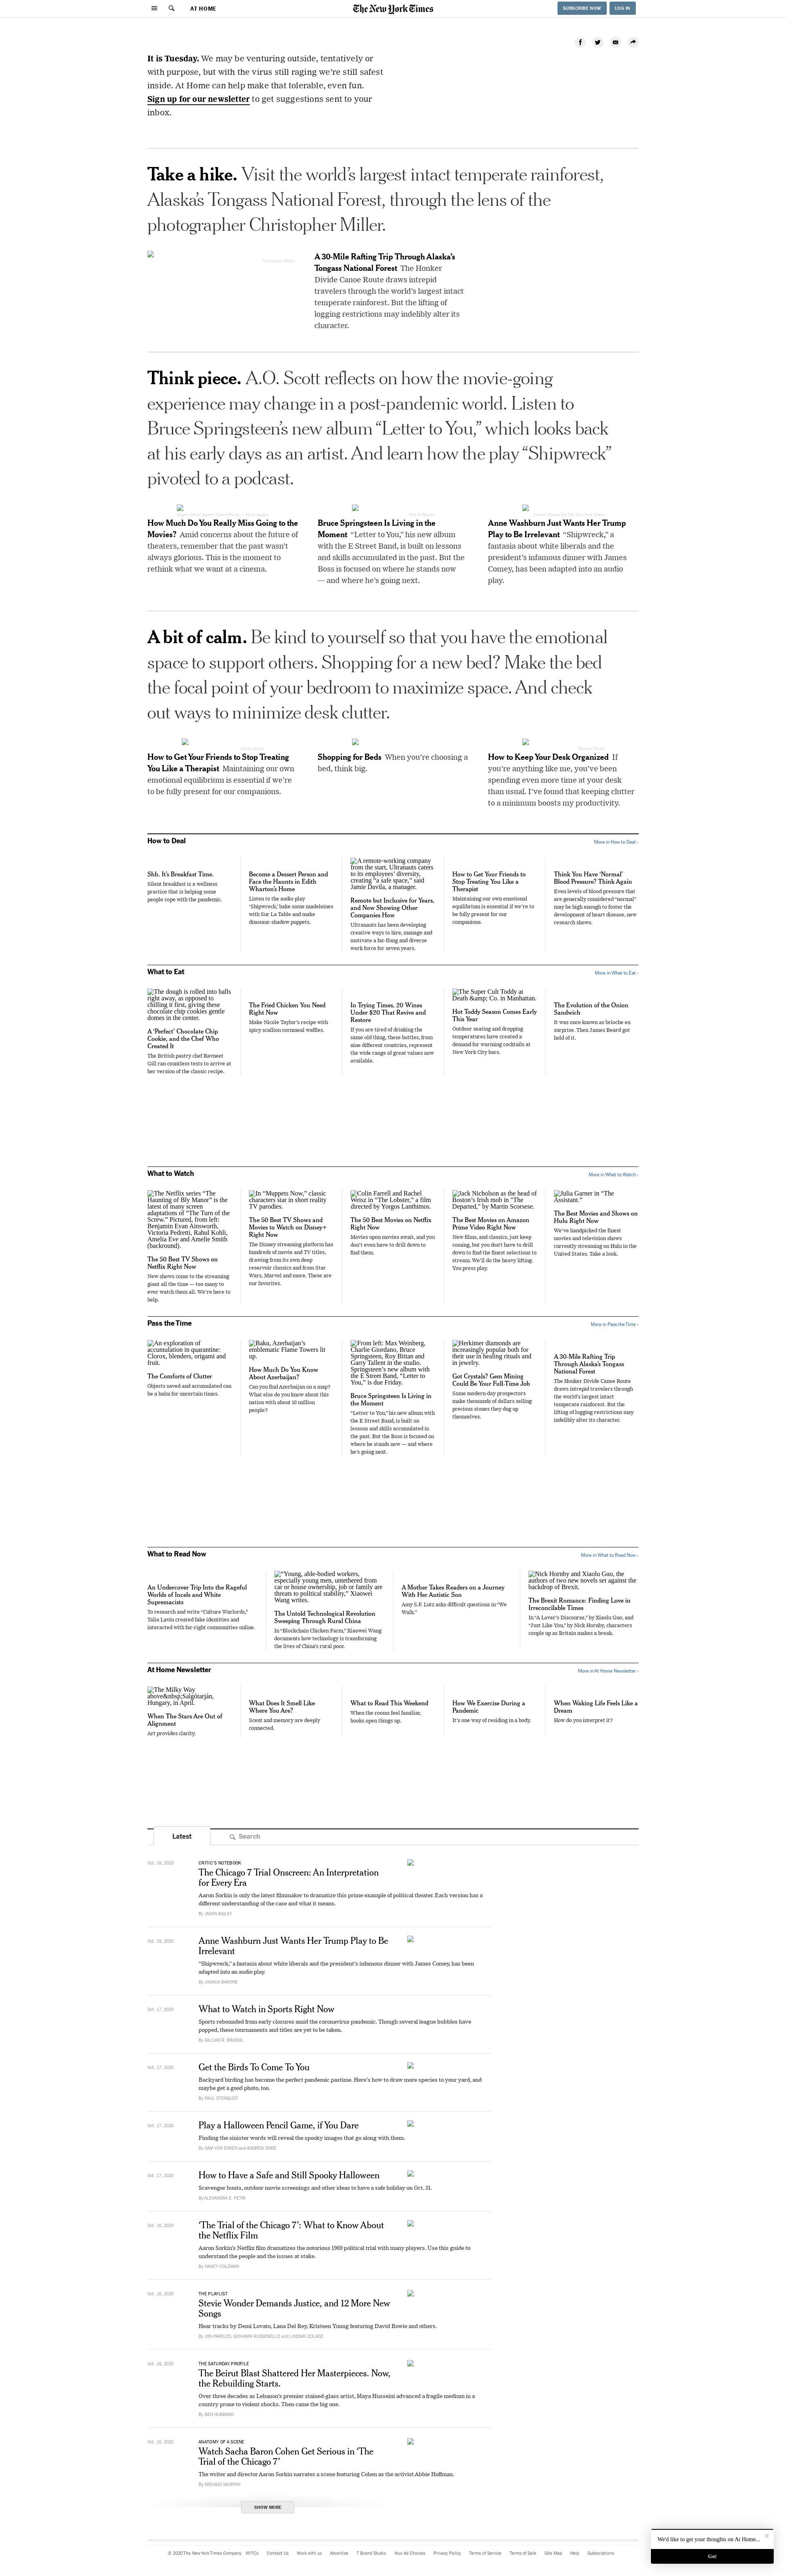 AT HOME
The New York Times
SUBSCRIBE NOW
LOG IN
It is Tuesday. We may be venturing outside, tentatively or
with purpose, but with the virus still raging we're still safest
inside. At Home can help make that tolerable, even fun.
Sign up for our newsletter to get suggestions sent to your
inbox.
Take a hike. Visit the world's largest intact temperate rainforest,
Alaska's Tongass National Forest, through the lens of the
photographer Christopher Miller.
Christopher Miller
A 30-Mile Rafting Trip Through Alaska's
Tongass National Forest The Honker
Divide Canoe Route draws intrepid
travelers through the world's largest intact
temperate rainforest. But the lifting of
logging restrictions may indelibly alter its
character.
Think piece. A.O. Scott reflects on how the movie-going
experience may change in a post-pandemic world. Listen to
Bruce Springsteen's new album “Letter to You,” which looks back
at his early days as an artist. And learn how the play “Shipwreck”
pivoted to a podcast.
How Much Do You Really Miss Going to the
Movies? Amid concerns about the future of
theaters, remember that the past wasn't
always glorious. This is the moment to
rethink what we want at a cinema.
Bruce Springsteen Is Living in the
Moment “Letter to You,” his new album
with the E Street Band, is built on lessons
and skills accumulated in the past. But the
Boss is focused on where he stands now
— and where he's going next.
Anne Washburn Just Wants Her Trump
Play to Be Irrelevant “Shipwreck,” a
fantasia about white liberals and the
president's infamous dinner with James
Comey, has been adapted into an audio
play.
A bit of calm. Be kind to yourself so that you have the emotional
space to support others. Shopping for a new bed? Make the bed
the focal point of your bedroom to maximize space. And check
out ways to minimize desk clutter.
How to Get Your Friends to Stop Treating
You Like a Therapist Maintaining our own
emotional equilibrium is essential if we're
to be fully present for our companions.
Shopping for Beds When you're choosing a
bed, think big.
How to Keep Your Desk Organized If
you're anything like me, you've been
spending even more time at your desk
than usual. I've found that keeping clutter
to a minimum boosts my productivity.
How to Deal
More in How to Deal ›
Shh. It's Breakfast Time.
Silent breakfast is a wellness
practice that is helping some
people cope with the pandemic.
Become a Dessert Person and
Face the Haunts in Edith
Wharton's Home
Listen to the audio play
'Shipwreck,' bake some madeleines
with Sur La Table and make
dinosaur-shadow puppets.
A remote-working company
from the start, Ultranauts caters
to its employees' diversity,
creating “a safe space,” said
Jamie Davila, a manager.
Remote but Inclusive for Years,
and Now Showing Other
Companies How
Ultranauts has been developing
creative ways to hire, manage and
motivate a far-flung and diverse
work force for seven years.
How to Get Your Friends to
Stop Treating You Like a
Therapist
Maintaining our own emotional
equilibrium is essential if we're to
be fully present for our
companions.
Think You Have 'Normal'
Blood Pressure? Think Again
Even levels of blood pressure that
are generally considered “normal”
may be high enough to foster the
development of heart disease, new
research shows.
What to Eat
More in What to Eat ›
The dough is rolled into balls
right away, as opposed to
chilling it first, giving these
chocolate chip cookies gentle
domes in the center.
A 'Perfect' Chocolate Chip
Cookie, and the Chef Who
Created It
The British pastry chef Ravneet
Gill ran countless tests to arrive at
her version of the classic recipe.
The Fried Chicken You Need
Right Now
Make Nicole Taylor's recipe with
spicy scallion cornmeal waffles.
In Trying Times, 20 Wines
Under $20 That Revive and
Restore
If you are tired of drinking the
same old thing, these bottles, from
nine different countries, represent
the wide range of great values now
available.
The Super Cult Toddy at
Death &amp; Co. in Manhattan.
Hot Toddy Season Comes Early
This Year
Outdoor seating and dropping
temperatures have created a
demand for warming cocktails at
New York City bars.
The Evolution of the Onion
Sandwich
It was once known as brioche en
surprise. Then James Beard got
hold of it.
What to Watch
More in What to Watch ›
The Netflix series “The
Haunting of Bly Manor” is the
latest of many screen
adaptations of “The Turn of the
Screw.” Pictured, from left:
Benjamin Evan Ainsworth,
Victoria Pedretti, Rahul Kohli,
Amelia Eve and Amelie Smith
(backround).
The 50 Best TV Shows on
Netflix Right Now
New shows come to the streaming
giant all the time — too many to
ever watch them all. We're here to
help.
In “Muppets Now,” classic
characters star in short reality
TV parodies.
The 50 Best TV Shows and
Movies to Watch on Disney+
Right Now
The Disney streaming platform has
hundreds of movie and TV titles,
drawing from its own deep
reservoir classics and from Star
Wars, Marvel and more. These are
our favorites.
Colin Farrell and Rachel
Weisz in “The Lobster,” a film
directed by Yorgos Lanthimos.
The 50 Best Movies on Netflix
Right Now
Movies upon movies await, and you
don't even have to drill down to
find them.
Jack Nicholson as the head of
Boston's Irish mob in “The
Departed,” by Martin Scorsese.
The Best Movies on Amazon
Prime Video Right Now
New films, and classics, just keep
coming, but you don't have to drill
down to find the finest selections to
stream. We'll do the heavy lifting.
You press play.
Julia Garner in “The
Assistant.”
The Best Movies and Shows on
Hulu Right Now
We've handpicked the finest
movies and television shows
currently streaming on Hulu in the
United States. Take a look.
Pass the Time
More in Pass the Time ›
An exploration of
accumulation in quarantine:
Clorox, blenders, origami and
fruit.
The Comforts of Clutter
Objects saved and accumulated can
be a balm for uncertain times.
Baku, Azerbaijan's
emblematic Flame Towers lit
up.
How Much Do You Know
About Azerbaijan?
Can you find Azerbaijan on a map?
What else do you know about this
nation with about 10 million
people?
From left: Max Weinberg,
Charlie Giordano, Bruce
Springsteen, Roy Bittan and
Garry Tallent in the studio.
Springsteen's new album with
the E Street Band, “Letter to
You,” is due Friday.
Bruce Springsteen Is Living in
the Moment
“Letter to You,” his new album with
the E Street Band, is built on
lessons and skills accumulated in
the past. But the Boss is focused on
where he stands now — and where
he's going next.
Herkimer diamonds are
increasingly popular both for
their use in healing rituals and
in jewelry.
Got Crystals? Gem Mining
Could Be Your Full-Time Job
Some modern-day prospectors
make thousands of dollars selling
precious stones they dug up
themselves.
A 30-Mile Rafting Trip
Through Alaska's Tongass
National Forest
The Honker Divide Canoe Route
draws intrepid travelers through
the world's largest intact
temperate rainforest. But the
lifting of logging restrictions may
indelibly alter its character
What to Read Now
More in What to Read Now ›
An Undercover Trip Into the Rageful
Worlds of Incels and White
Supremacists
To research and write “Culture Warlords,”
Talia Lavin created fake identities and
interacted with far-right communities online.
“Young, able-bodied workers,
especially young men, untethered from
car or house ownership, job or family are
threats to political stability,” Xiaowei
Wang writes.
The Untold Technological Revolution
Sweeping Through Rural China
In “Blockchain Chicken Farm,” Xiaowei Wang
documents how technology is transforming
the lives of China's rural poor.
A Mother Takes Readers on a Journey
With Her Autistic Son
Amy S.F. Lutz asks difficult questions in “We
Walk.”
Nick Hornby and Xiaolu Guo, the
authors of two new novels set against the
backdrop of Brexit.
The Brexit Romance: Finding Love in
Irreconcilable Times
In “A Lover's Discourse,” by Xiaolu Guo, and
“Just Like You,” by Nick Hornby, characters
couple up as Britain makes a break.
At Home Newsletter
More in At Home Newsletter ›
The Milky Way
above&nbsp;Salgótarján,
Hungary, in April.
When The Stars Are Out of
Alignment
Art provides clarity.
What Does It Smell Like
Where You Are?
Scent and memory are deeply
connected.
What to Read This Weekend
When the rooms feel familiar,
books open things up.
How We Exercise During a
Pandemic
It's one way of residing in a body.
When Waking Life Feels Like a
Dream
How do you interpret it?
Latest
Search
Oct. 18, 2020
CRITIC'S NOTEBOOK
The Chicago 7 Trial Onscreen: An Interpretation
for Every Era
Aaron Sorkin is only the latest filmmaker to dramatize this prime example of political theater. Each version has a
different understanding of the case and what it means.
By JASON BAILEY
Oct. 18, 2020
Anne Washburn Just Wants Her Trump Play to Be
Irrelevant
“Shipwreck,” a fantasia about white liberals and the president's infamous dinner with James Comey, has been
adapted into an audio play.
By JOSHUA BARONE
Oct. 17, 2020
What to Watch in Sports Right Now
Sports rebounded from early closures amid the coronavirus pandemic. Though several league bubbles have
popped, these tournaments and titles are yet to be taken.
By GILLIAN R. BRASSIL
Oct. 17, 2020
Get the Birds To Come To You
Backyard birding has become the perfect pandemic pastime. Here's how to draw more species to your yard, and
maybe get a good photo, too.
By PAUL STENQUIST
Oct. 17, 2020
Play a Halloween Pencil Game, if You Dare
Finding the sinister words will reveal the spooky images that go along with them.
By SAM VON EHREN and ANDREA DORE
Oct. 17, 2020
How to Have a Safe and Still Spooky Halloween
Scavenger hunts, outdoor movie screenings and other ideas to have a safe holiday on Oct. 31.
By ALEXANDRA E. PETRI
Oct. 16, 2020
'The Trial of the Chicago 7': What to Know About
the Netflix Film
Aaron Sorkin's Netflix film dramatizes the notorious 1969 political trial with many players. Use this guide to
understand the people and the issues at stake.
By NANCY COLEMAN
Oct. 16, 2020
THE PLAYLIST
Stevie Wonder Demands Justice, and 12 More New
Songs
Hear tracks by Demi Lovato, Lana Del Rey, Kristeen Young featuring David Bowie and others.
By JON PARELES, GIOVANNI RUSSONELLO and LINDSAY ZOLADZ
Oct. 16, 2020
THE SATURDAY PROFILE
The Beirut Blast Shattered Her Masterpieces. Now,
the Rebuilding Starts.
Over three decades as Lebanon's premier stained-glass artist, Maya Husseini advanced a fragile medium in a
country prone to violent shocks. Then came the big one.
By BEN HUBBARD
Oct. 16, 2020
ANATOMY OF A SCENE
Watch Sacha Baron Cohen Get Serious in 'The
Trial of the Chicago 7'
The writer and director Aaron Sorkin narrates a scene featuring Cohen as the activist Abbie Hoffman.
By MEKADO MURPHY
SHOW MORE
We'd like to get your thoughts on At Home...
Go!
© 2020 The New York Times Company
NYTCo
Contact Us
Work with us
Advertise
T Brand Studio
Your Ad Choices
Privacy Policy
Terms of Service
Terms of Sale
Site Map
Help
Subscriptions